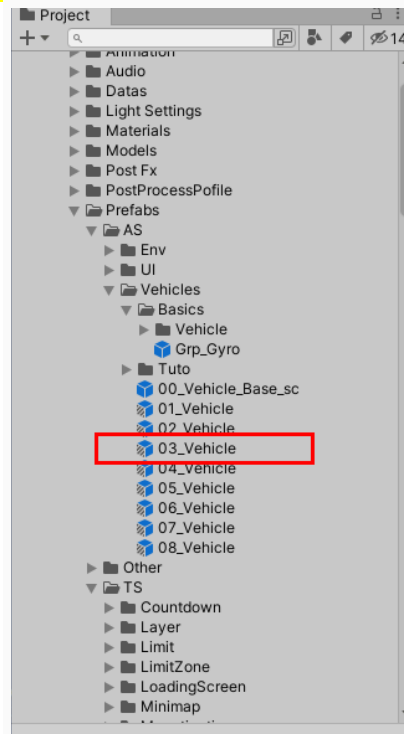 Project
14
Animation
Audio
Datas
Light Settings
Materials
Models
Post Fx
PostProcessPofile
Prefabs
AS
Env
UI
Vehicles
Basics
Vehicle
Grp_Gyro
Tuto
00_Vehicle_Base_sc
01_Vehicle
02_Vehicle
03_Vehicle
04_Vehicle
05_Vehicle
06_Vehicle
07_Vehicle
08_Vehicle
Other
TS
Countdown
Layer
Limit
LimitZone
LoadingScreen
Minimap